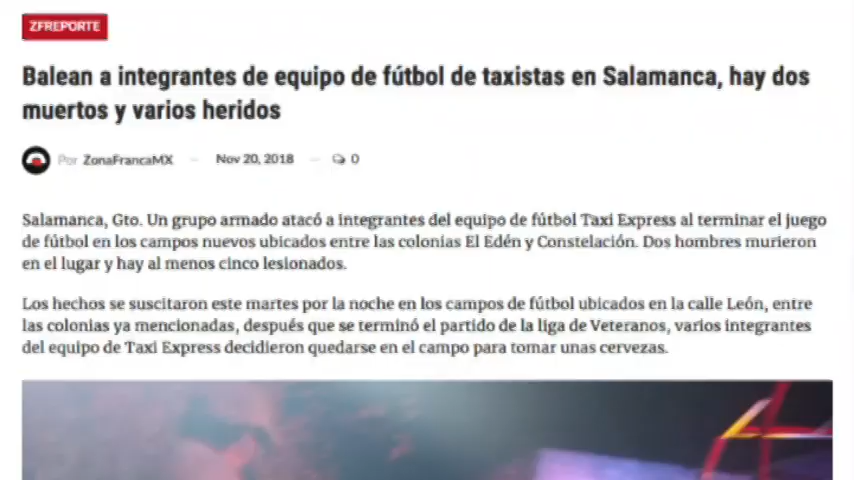 ZFREPORTE
Balean a integrantes de equipo de fútbol de taxistas en Salamanca, hay dos
muertos y varios heridos
Por ZonaFrancaMX — Nov 20, 2018 — 0
Salamanca, Gto. Un grupo armado atacó a integrantes del equipo de fútbol Taxi Express al terminar el juego
de fútbol en los campos nuevos ubicados entre las colonias El Edén y Constelación. Dos hombres murieron
en el lugar y hay al menos cinco lesionados.
Los hechos se suscitaron este martes por la noche en los campos de fútbol ubicados en la calle León, entre
las colonias ya mencionadas, después que se terminó el partido de la liga de Veteranos, varios integrantes
del equipo de Taxi Express decidieron quedarse en el campo para tomar unas cervezas.